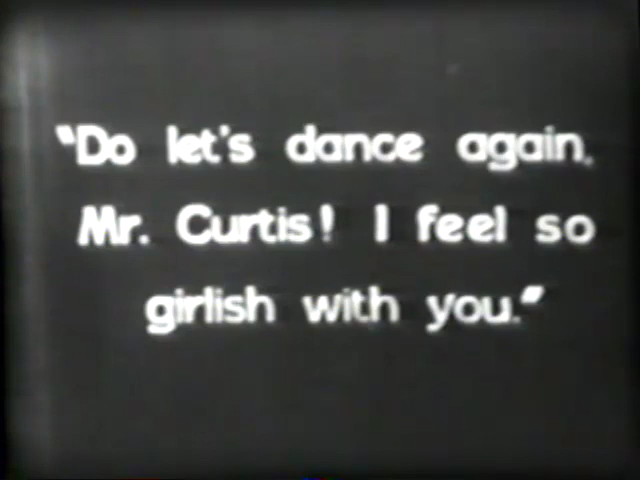 "Do let's dance again,
Mr. Curtis! I feel so
girlish with you."